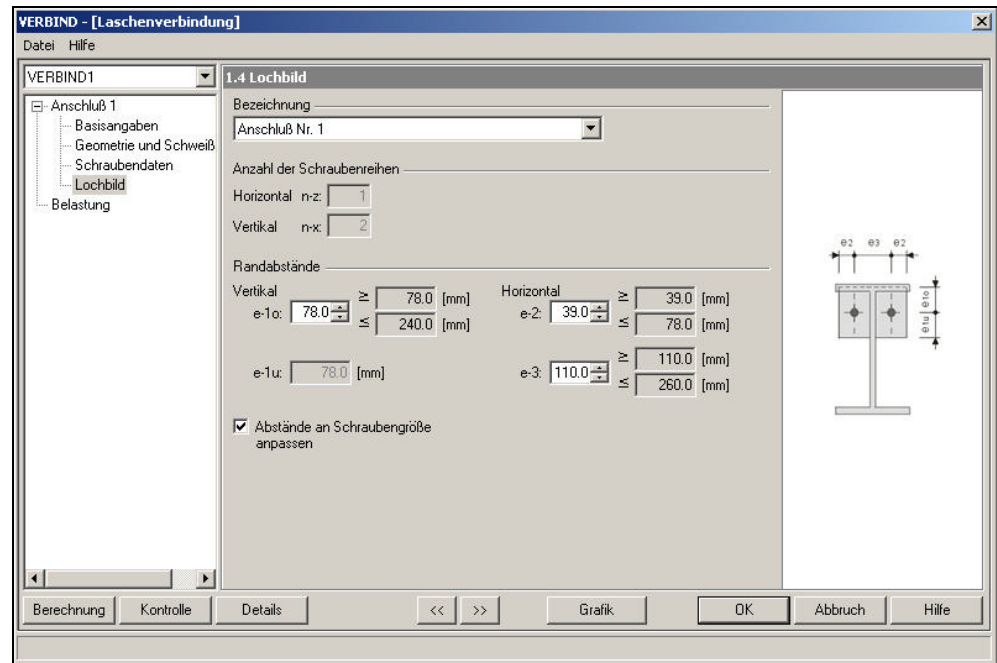 VERBIND - [Laschenverbindung]
Datei Hilfe
VERBIND1
Anschluß 1
Basisangaben
Geometrie und Schweiß
Schraubendaten
Lochbild
Belastung
1.4 Lochbild
Bezeichnung
Anschluß Nr. 1
Anzahl der Schraubenreihen
Horizontal n-z: 1
Vertikal n-x: 2
Randabstände
Vertikal
e-1o: 78.0 ≥ 78.0 [mm]
≤ 240.0 [mm]
e-1u: 78.0 [mm]
Horizontal
e-2: 39.0 ≥ 39.0 [mm]
≤ 78.0 [mm]
e-3: 110.0 ≥ 110.0 [mm]
≤ 260.0 [mm]
Abstände an Schraubengröße
anpassen
e2 e3 e2
e1o
e1u
Berechnung Kontrolle Details << >> Grafik OK Abbruch Hilfe